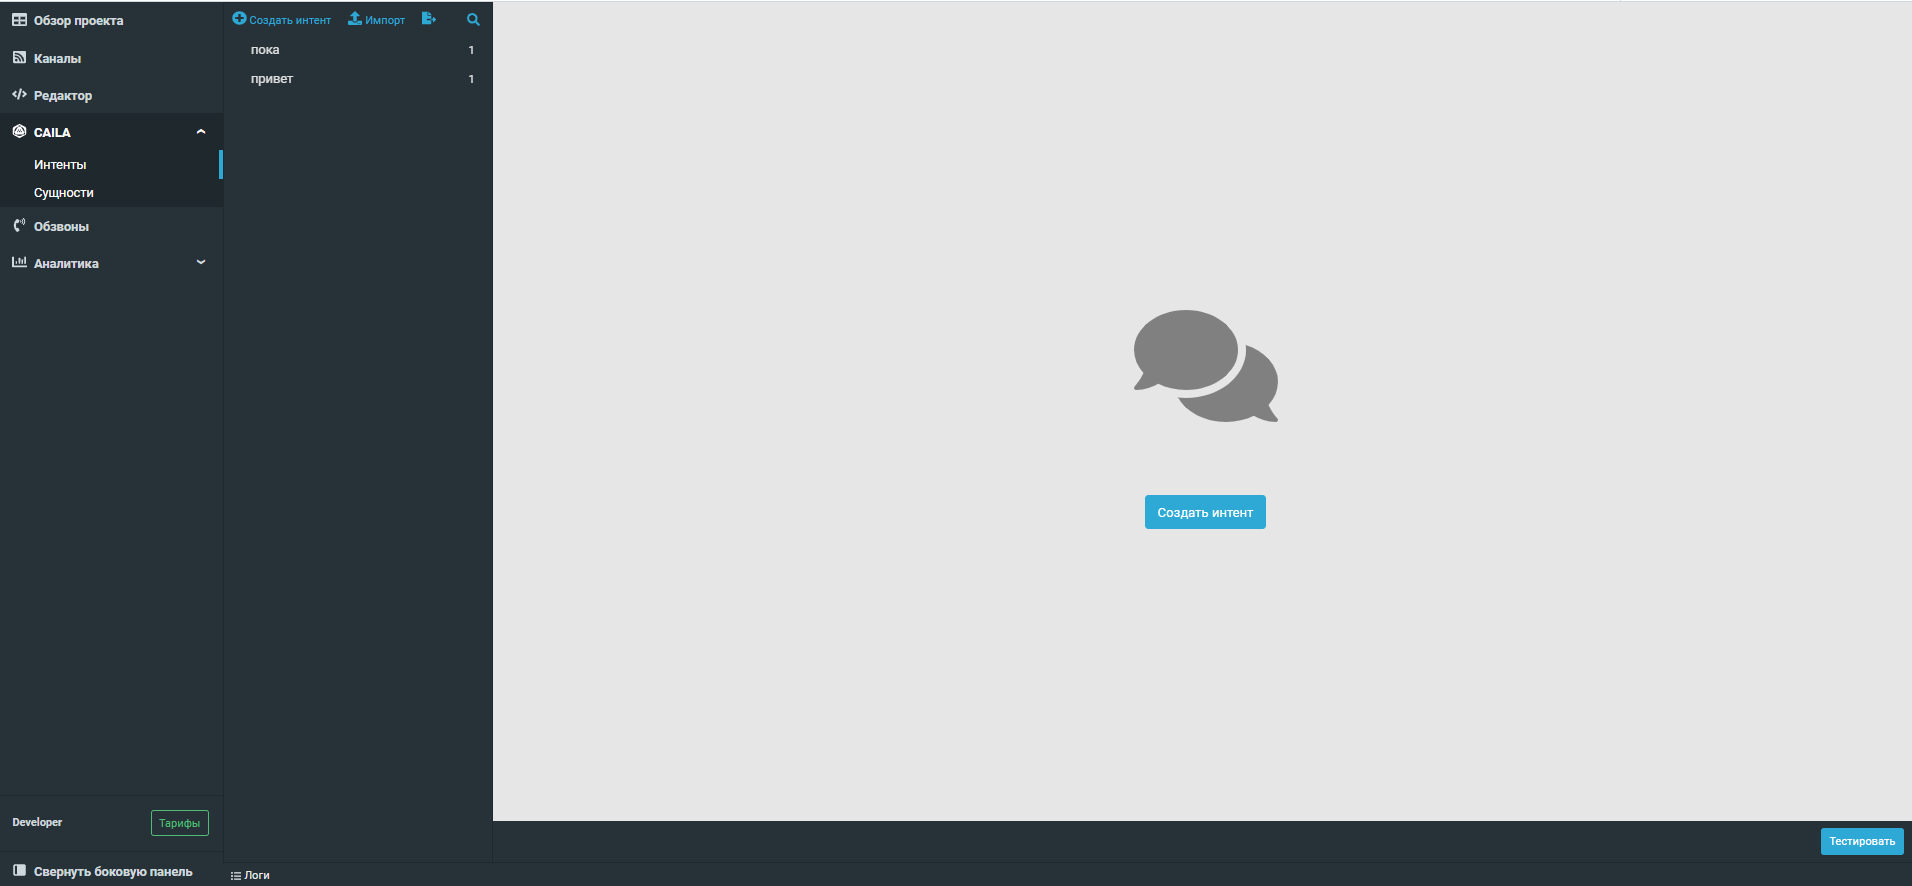 Обзор проекта
Каналы
Редактор
CAILA
Интенты
Сущности
Обзвоны
Аналитика
Developer
Тарифы
Свернуть боковую панель
Создать интент Импорт
пока 1
привет 1
Создать интент
Тестировать
Логи